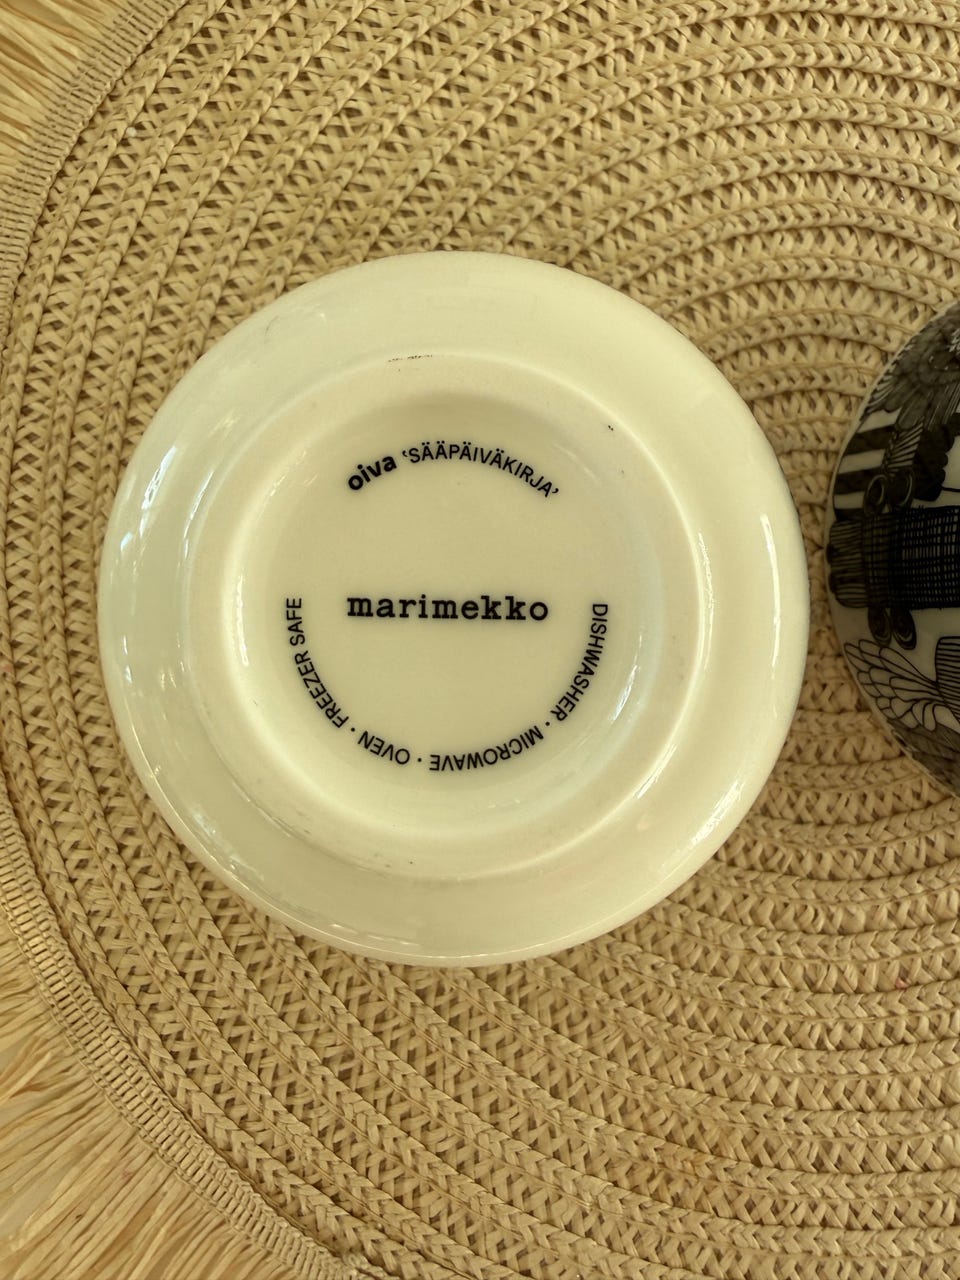 oiva ‘SÄÄPÄIVÄKIRJA’
marimekko
DISHWASHER · MICROWAVE · OVEN · FREEZER SAFE